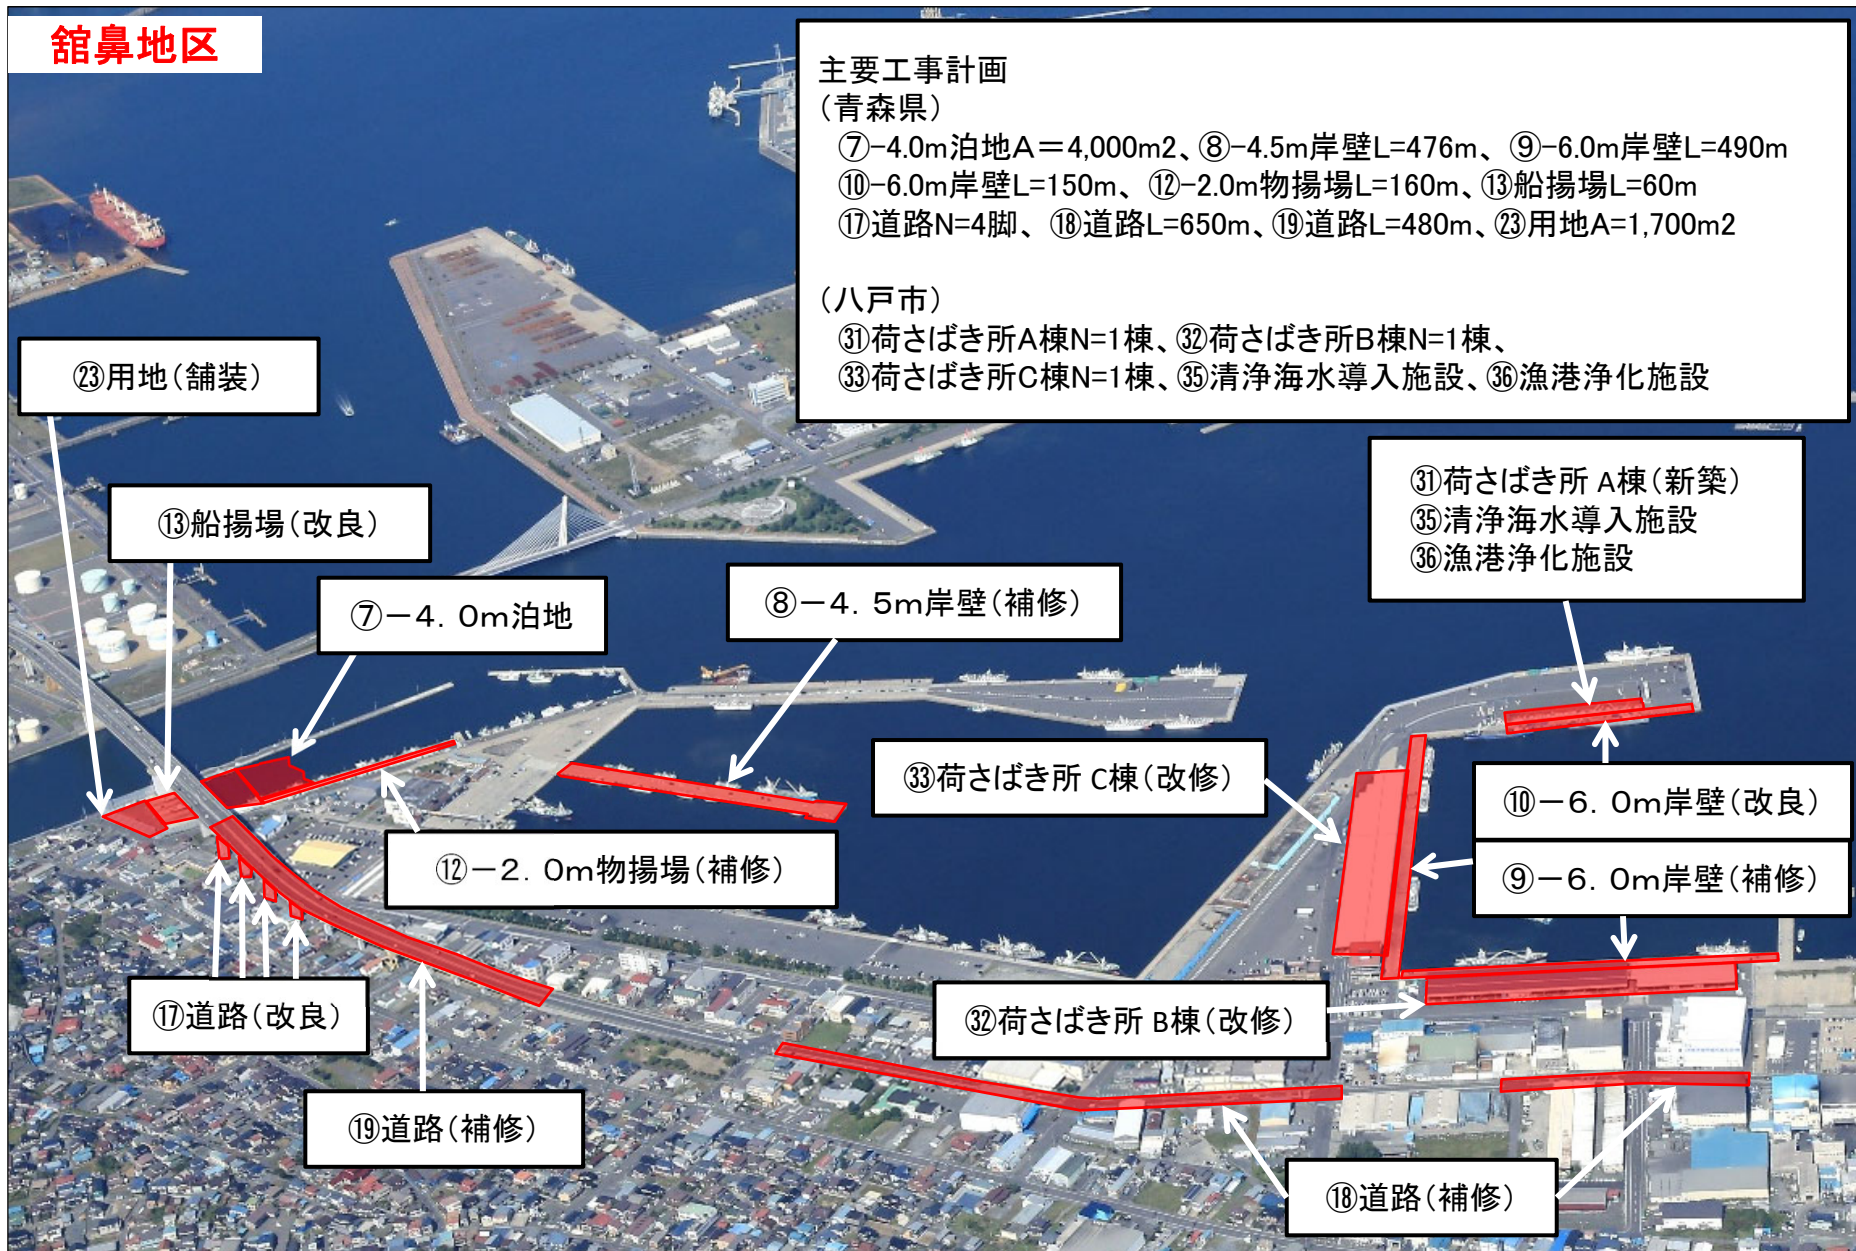 舘鼻地区
主要工事計画
(青森県)
⑦-4.0m泊地A=4,000m2、⑧-4.5m岸壁L=476m、⑨-6.0m岸壁L=490m
⑩-6.0m岸壁L=150m、⑫-2.0m物揚場L=160m、⑬船揚場L=60m
⑰道路N=4脚、⑱道路L=650m、⑲道路L=480m、㉓用地A=1,700m2
(八戸市)
㉛荷さばき所A棟N=1棟、㉜荷さばき所B棟N=1棟、
㉝荷さばき所C棟N=1棟、㉟清浄海水導入施設、㊱漁港浄化施設
㉓用地(舗装)
⑬船揚場(改良)
⑦-4.0m泊地
⑧-4.5m岸壁(補修)
㉛荷さばき所 A棟(新築)
㉟清浄海水導入施設
㊱漁港浄化施設
㉝荷さばき所 C棟(改修)
⑩-6.0m岸壁(改良)
⑨-6.0m岸壁(補修)
⑫-2.0m物揚場(補修)
⑰道路(改良)
㉜荷さばき所 B棟(改修)
⑲道路(補修)
⑱道路(補修)